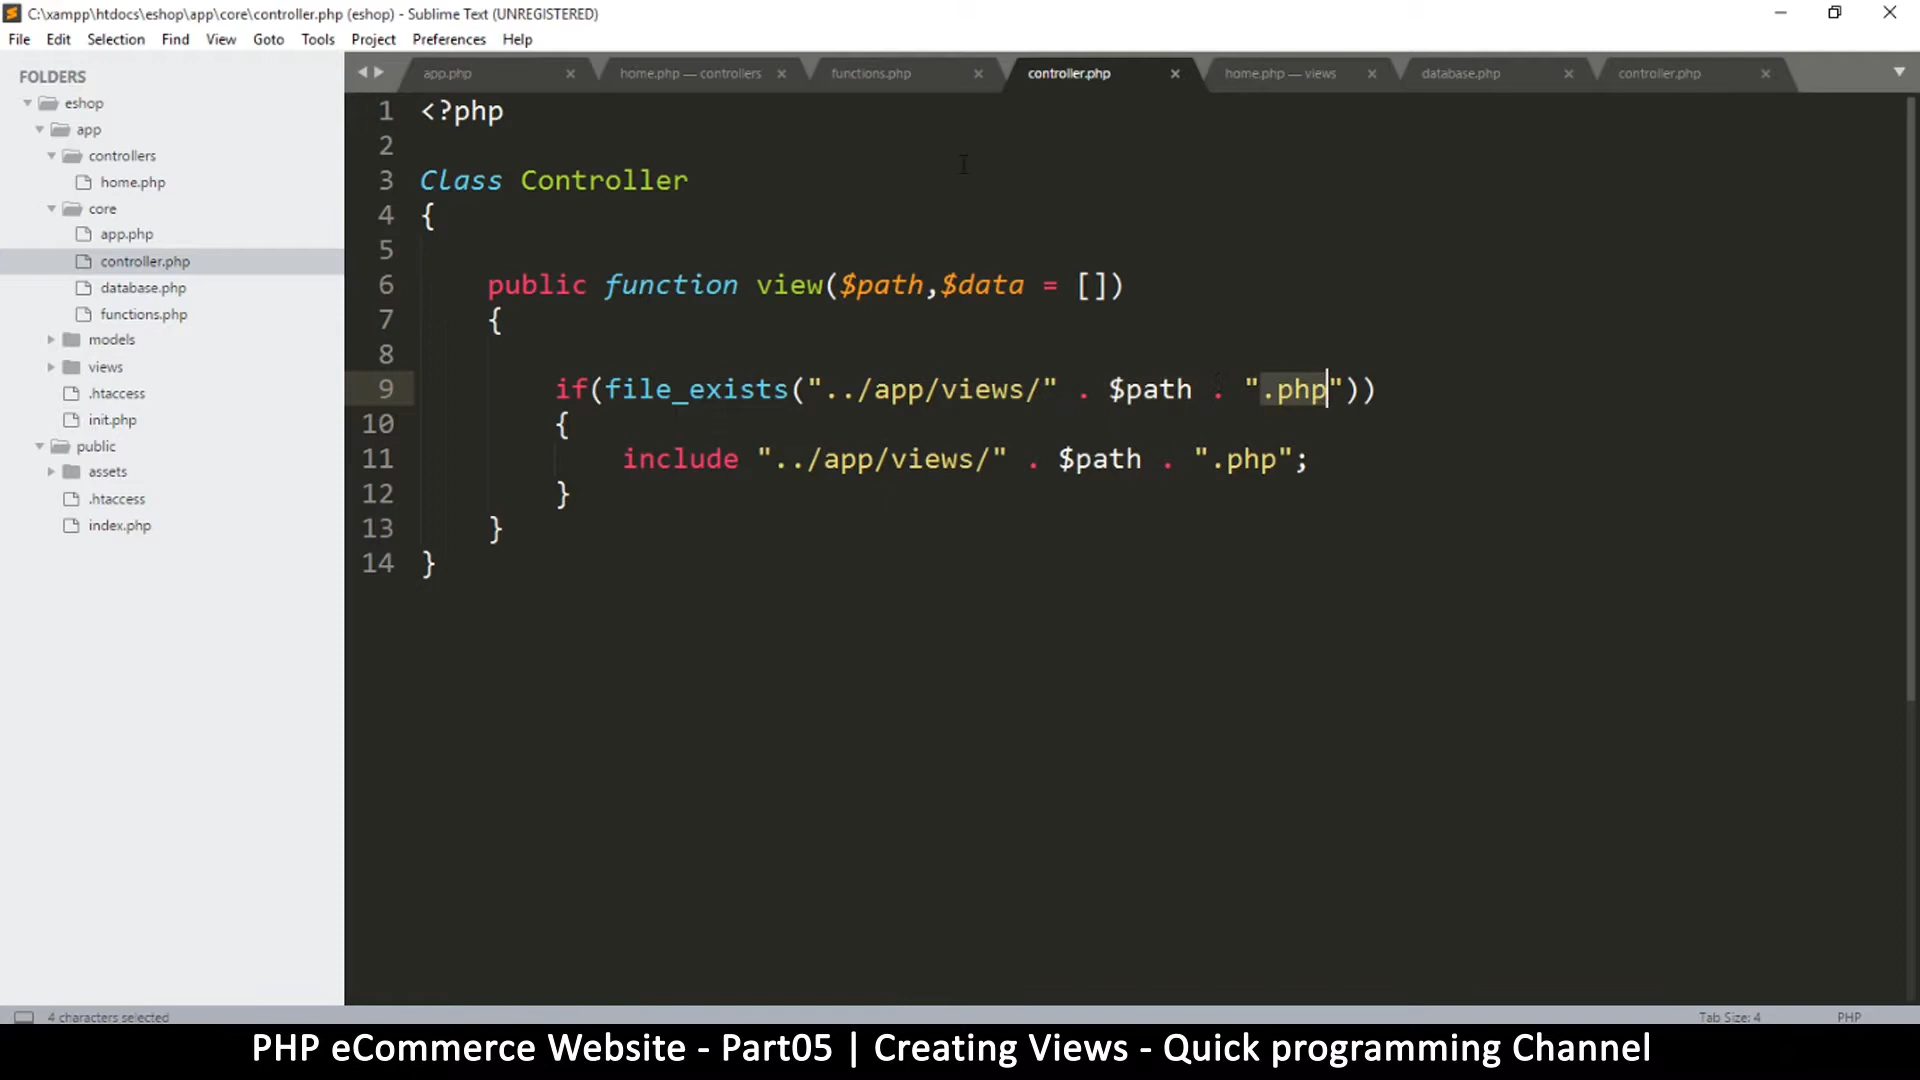 C:\xampp\htdocs\eshop\app\core\controller.php (eshop) - Sublime Text (UNREGISTERED)
File Edit Selection Find View Goto Tools Project Preferences Help
FOLDERS
eshop
app
controllers
home.php
core
app.php
controller.php
database.php
functions.php
models
views
.htaccess
init.php
public
assets
.htaccess
index.php
app.php home.php — controllers functions.php controller.php home.php — views database.php controller.php
1 <?php
2
3 Class Controller
4 {
5
6 public function view($path,$data = [])
7 {
8
9 if(file_exists("../app/views/" . $path . ".php"))
10 {
11 include "../app/views/" . $path . ".php";
12 }
13 }
14 }
4 characters selected Tab Size: 4 PHP
PHP eCommerce Website - Part05 | Creating Views - Quick programming Channel